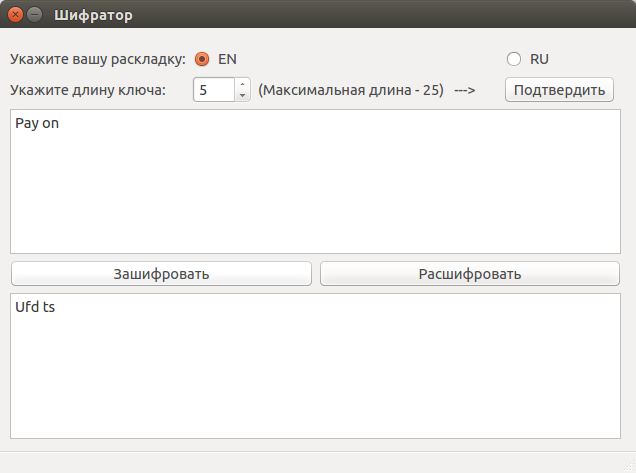 Шифратор
Укажите вашу раскладку: EN RU
Укажите длину ключа: 5 (Максимальная длина - 25) ---> Подтвердить
Pay on
Зашифровать Расшифровать
Ufd ts